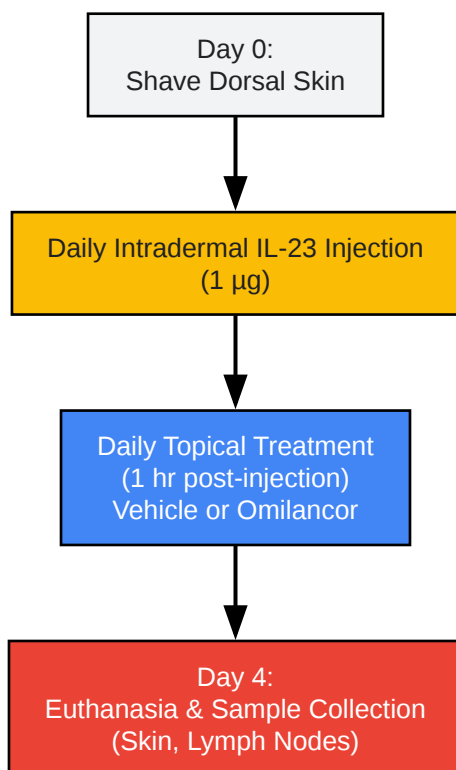 Day 0:
Shave Dorsal Skin
Daily Intradermal IL-23 Injection
(1 µg)
Daily Topical Treatment
(1 hr post-injection)
Vehicle or Omilancor
Day 4:
Euthanasia & Sample Collection
(Skin, Lymph Nodes)